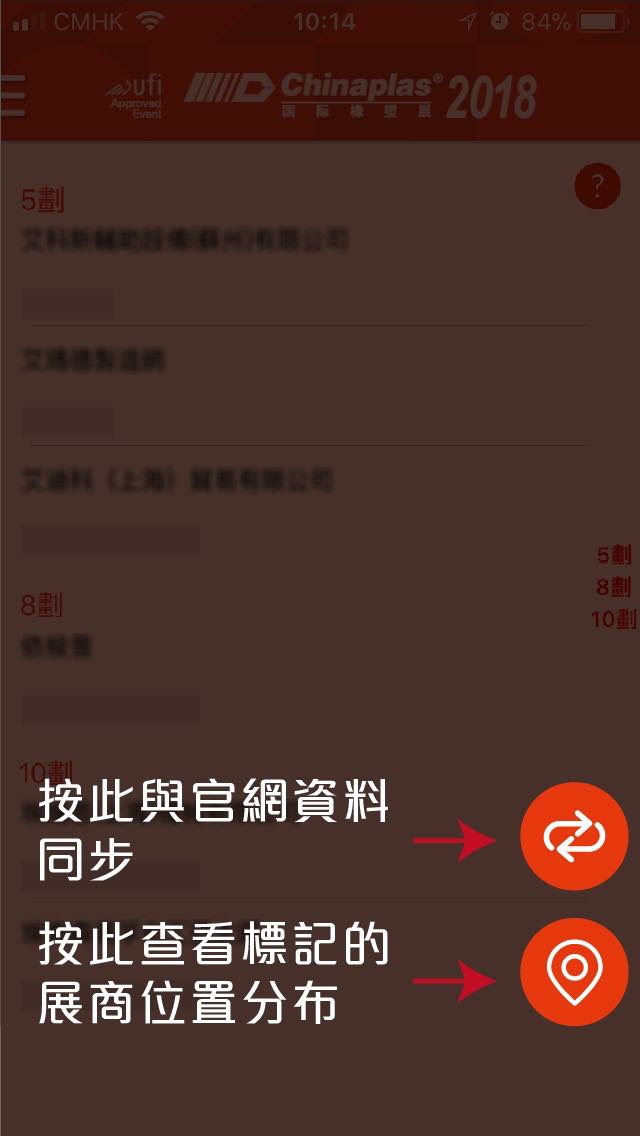 CMHK 10:14 84%
ufi
Approved
Event
Chinaplas® 2018
国际橡塑展
?
5劃
艾科斯輔助設備(蘇州)有限公司
艾瑪德製造網
艾迪科（上海）貿易有限公司
5劃
8劃
10劃
8劃
10劃
按此與官網資料
同步
按此查看標記的
展商位置分布